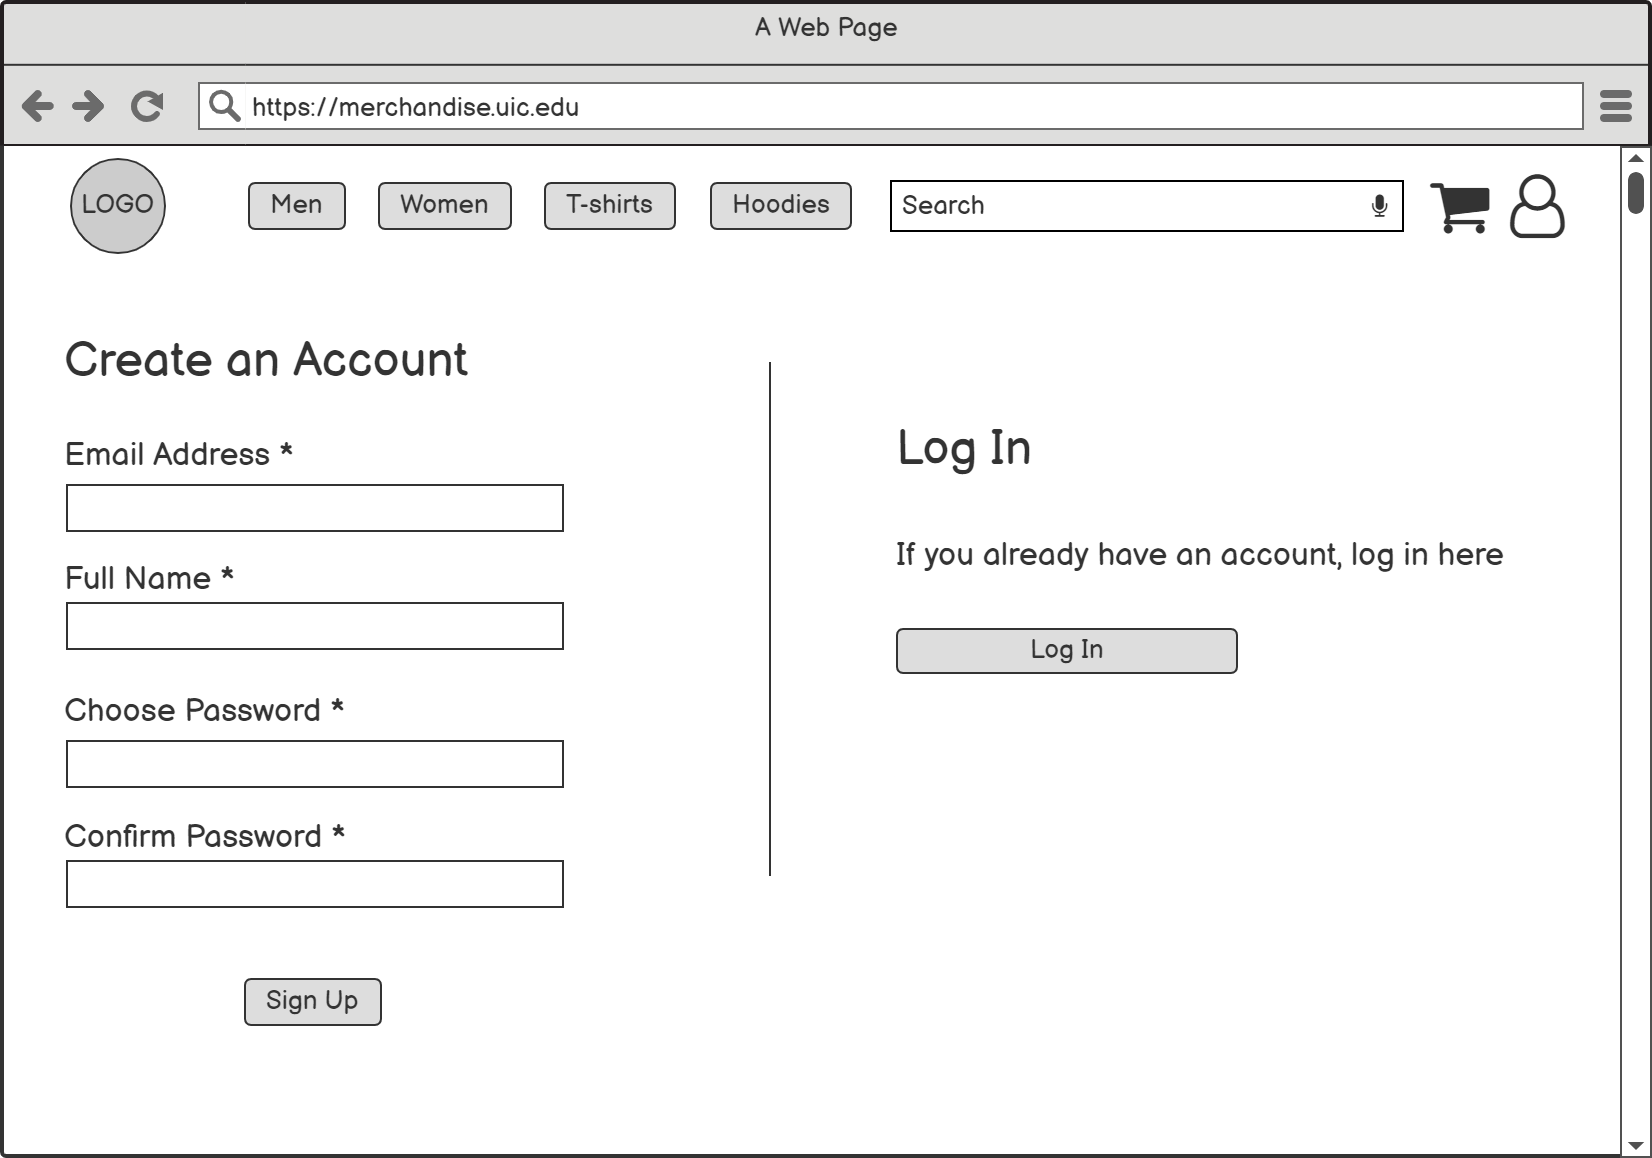 A Web Page
https://merchandise.uic.edu
LOGO
Men
Women
T-shirts
Hoodies
Search
Create an Account
Email Address *
Full Name *
Choose Password *
Confirm Password *
Sign Up
Log In
If you already have an account, log in here
Log In